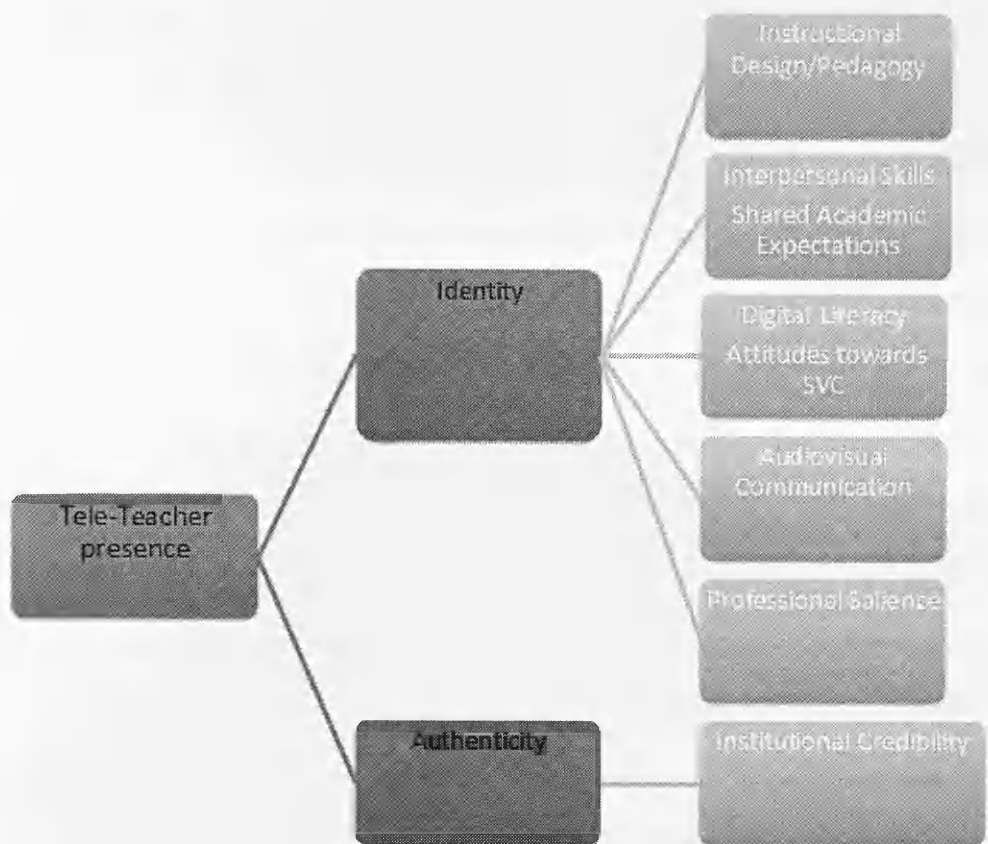 Instructional
Design/Pedagogy
Interpersonal Skills
Shared Academic
Expectations
Identity
Digital Literacy
Attitudes towards
SVC
Audiovisual
Communication
Tele-Teacher
presence
Professional Salience
Authenticity
Institutional Credibility